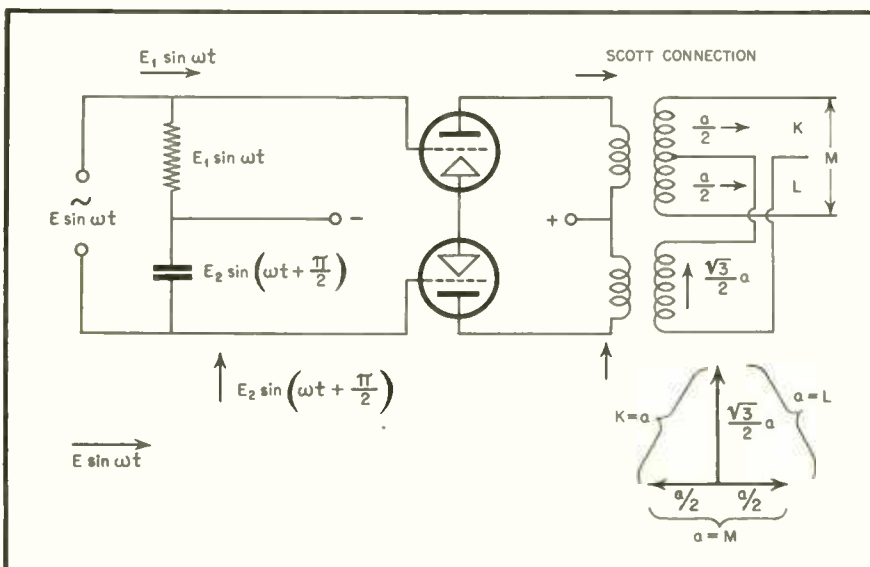 E₁ sin ωt
SCOTT CONNECTION
E₁ sin ωt
~
E sin ωt
-
+
E₂ sin (ωt + π/2)
a/2
K
M
a/2
L
√3/2 a
E₂ sin (ωt + π/2)
E sin ωt
K = a
√3/2 a
a = L
a/2
a/2
a = M